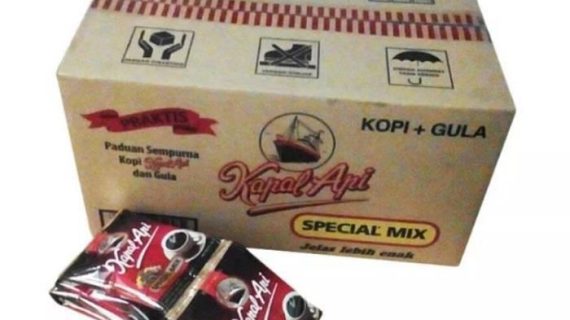 PRAKTIS
Paduan Sempurna
Kopi Kapal Api
dan Gula
Kapal Api
KOPI + GULA
SPECIAL MIX
Jelas lebih enak
Kapal Api
Kapal Api